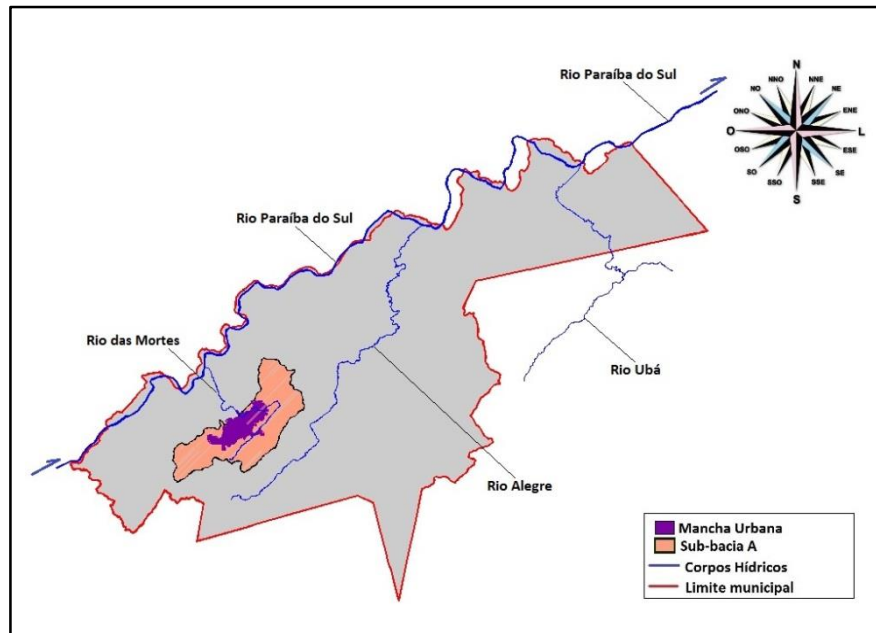 Rio Paraíba do Sul
N
NNO
NNE
NO
NE
ONO
ENE
O
L
OSO
ESE
SO
SE
SSO
SSE
S
Rio Paraíba do Sul
Rio das Mortes
Rio Ubá
Rio Alegre
Mancha Urbana
Sub-bacia A
Corpos Hídricos
Limite municipal